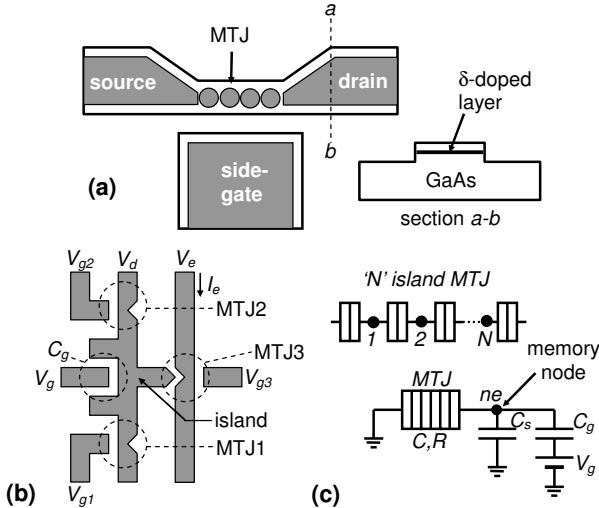 a
MTJ
source
drain
b
side-
gate
(a)
δ-doped
layer
GaAs
section a-b
Vg2
Vd
Ve
Ie
MTJ2
Cg
MTJ3
Vg
Vg3
island
MTJ1
Vg1
(b)
'N' island MTJ
1
2
N
memory
node
MTJ
ne
Cs
Cg
C,R
Vg
(c)